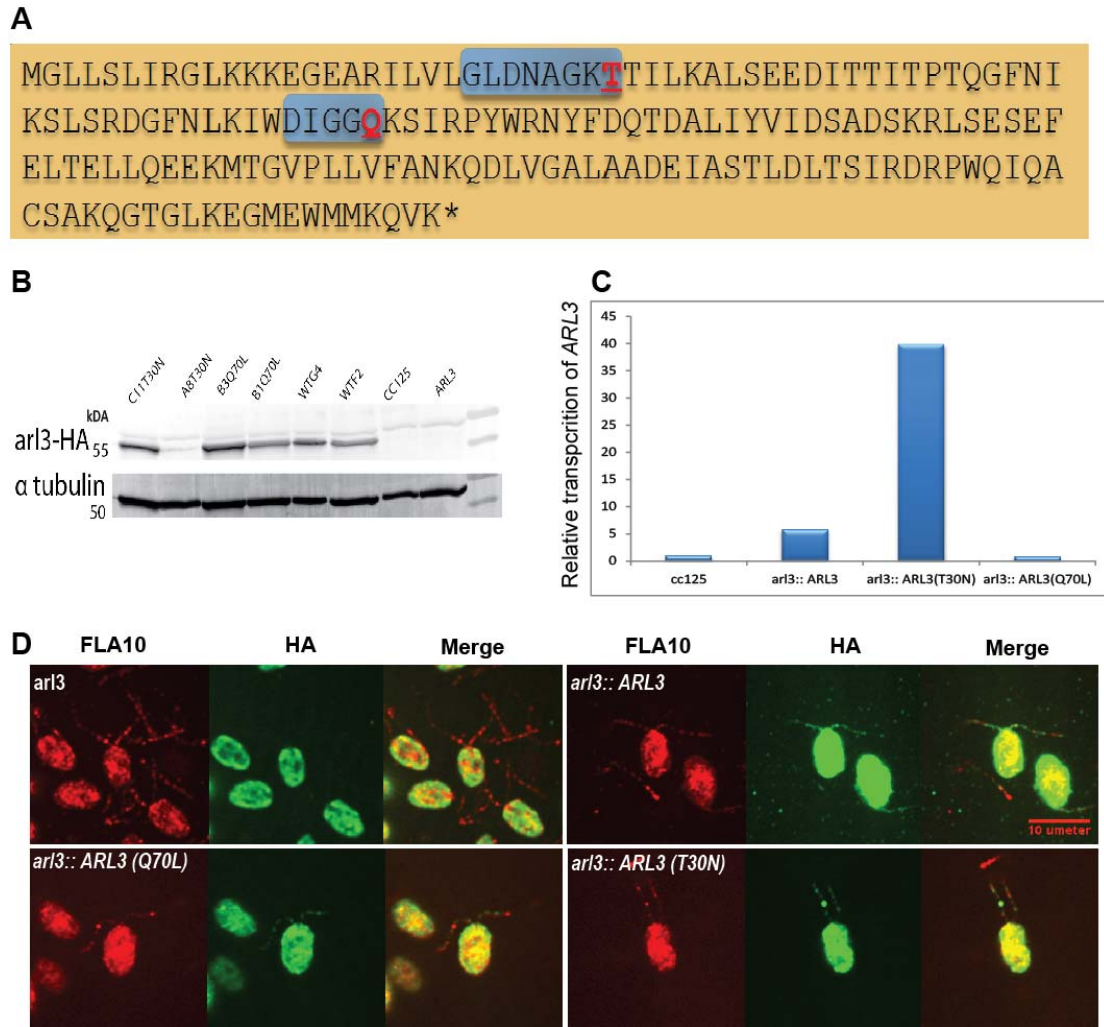 A
MGLLSLIRGLKKKEGEARILVLGLDNAGKTTILKALSEEDITTITPTQGFNI
KSLSRDGFNLKIWDIGGQKSIRPYWRNYFDQTDALIYVIDSADSKRLSESEF
ELTELLQEEKMTGVPLLVFANKQDLVGALAADEIASTLDLTSIRDRPWQIQA
CSAKQGTGLKEGMEWMMKQVK*
B
C11T30N A8T30N B3Q70L B1Q70L WTG4 WTF2 CC125 ARL3
kDA
arl3-HA 55
α tubulin
50
C
Relative transpcrition of ARL3
45
40
35
30
25
20
15
10
5
0
cc125 arl3:: ARL3 arl3:: ARL3(T30N) arl3:: ARL3(Q70L)
D
FLA10 HA Merge FLA10 HA Merge
arl3 arl3:: ARL3
10 umeter
arl3:: ARL3 (Q70L) arl3:: ARL3 (T30N)